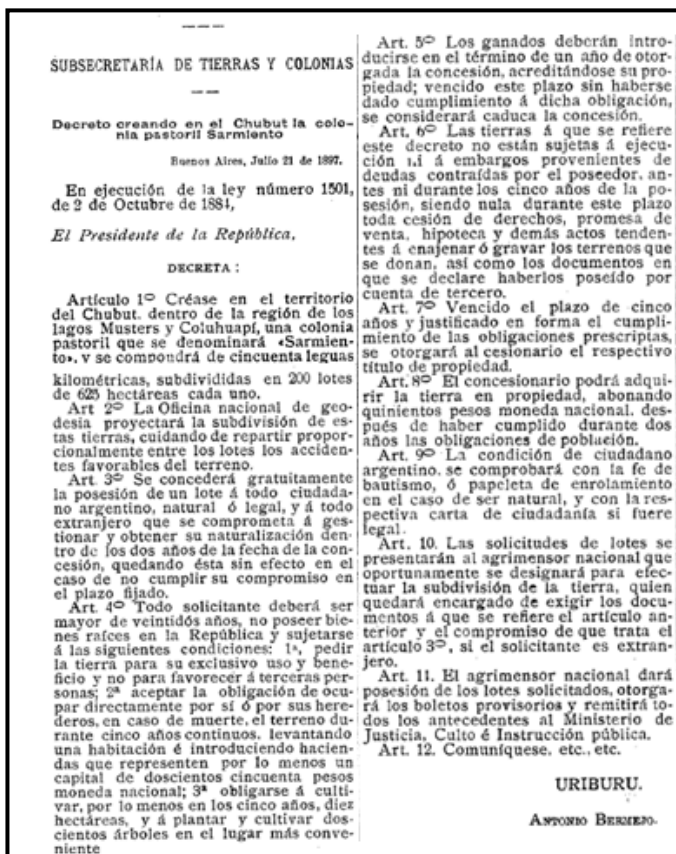 SUBSECRETARÍA DE TIERRAS Y COLONIAS
Decreto creando en el Chubut la colo-
nia pastoril Sarmiento
Buenos Aires, Julio 21 de 1897.
En ejecución de la ley número 1501,
de 2 de Octubre de 1884,
El Presidente de la República,
DECRETA:
Artículo 1º Créase en el territorio
del Chubut, dentro de la región de los
lagos Musters y Coluhuapí, una colonia
pastoril que se denominará «Sarmien-
to», y se compondrá de cincuenta leguas
kilométricas, subdivididas en 200 lotes
de 625 hectáreas cada uno.
Art 2º La Oficina nacional de geo-
desia proyectará la subdivisión de es-
tas tierras, cuidando de repartir propor-
cionalmente entre los lotes los acciden-
tes favorables del terreno.
Art. 3º Se concederá gratuitamente
la posesión de un lote á todo ciudada-
no argentino, natural ó legal, y á todo
extranjero que se comprometa á ges-
tionar y obtener su naturalización den-
tro de los dos años de la fecha de la con-
cesión, quedando ésta sin efecto en el
caso de no cumplir su compromiso en
el plazo fijado.
Art. 4º Todo solicitante deberá ser
mayor de veintidós años, no poseer bie-
nes raíces en la República y sujetarse
á las siguientes condiciones: 1ª, pedir
la tierra para su exclusivo uso y bene-
ficio y no para favorecer á terceras per-
sonas; 2ª aceptar la obligación de ocu-
par directamente por sí ó por sus here-
deros, en caso de muerte, el terreno du-
rante cinco años continuos, levantando
una habitación é introduciendo hacien-
das que representen por lo menos un
capital de doscientos cincuenta pesos
moneda nacional; 3ª obligarse á culti-
var, por lo menos en los cinco años, diez
hectáreas, y á plantar y cultivar dos-
cientos árboles en el lugar más conve-
niente
Art. 5º Los ganados deberán intro-
ducirse en el término de un año de otor-
gada la concesión, acreditándose su pro-
piedad; vencido este plazo sin haberse
dado cumplimiento á dicha obligación,
se considerará caduca la concesión.
Art. 6º Las tierras á que se refiere
este decreto no están sujetas á ejecu-
ción ni á embargos provenientes de
deudas contraídas por el poseedor, an-
tes ni durante los cinco años de la po-
sesión, siendo nula durante este plazo
toda cesión de derechos, promesa de
venta, hipoteca y demás actos tenden-
tes á enajenar ó gravar los terrenos que
se donan, así como los documentos en
que se declare haberlos poseído por
cuenta de tercero.
Art. 7º Vencido el plazo de cinco
años y justificado en forma el cumpli-
miento de las obligaciones prescriptas,
se otorgará al cesionario el respectivo
título de propiedad.
Art. 8º El concesionario podrá adqui-
rir la tierra en propiedad, abonando
quinientos pesos moneda nacional, des-
pués de haber cumplido durante dos
años las obligaciones de población.
Art. 9º La condición de ciudadano
argentino, se comprobará con la fe de
bautismo, ó papeleta de enrolamiento
en el caso de ser natural, y con la res-
pectiva carta de ciudadanía si fuere
legal.
Art. 10. Las solicitudes de lotes se
presentarán al agrimensor nacional que
oportunamente se designará para efec-
tuar la subdivisión de la tierra, quien
quedará encargado de exigir los docu-
mentos á que se refiere el artículo an-
terior y el compromiso de que trata el
artículo 3º, si el solicitante es extran-
jero.
Art. 11. El agrimensor nacional dará
posesión de los lotes solicitados, otorga-
rá los boletos provisorios y remitirá to-
dos los antecedentes al Ministerio de
Justicia, Culto é Instrucción pública.
Art. 12. Comuníquese, etc., etc.
URIBURU.
ANTONIO BERMEJO.